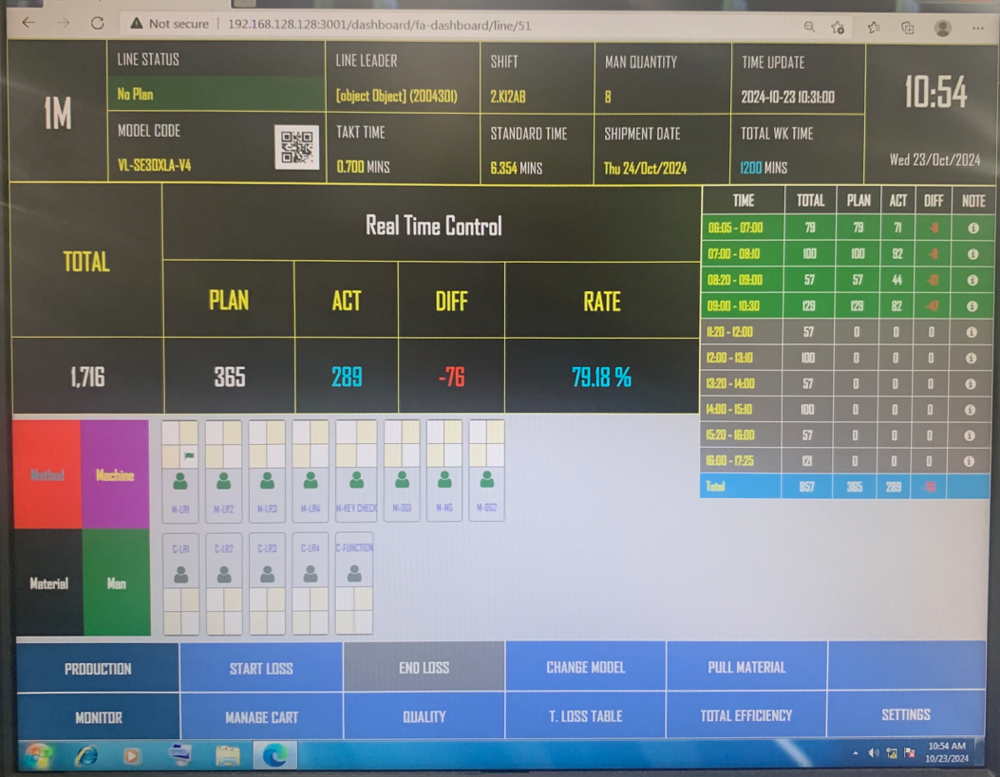 Not secure | 192.168.128.128:3001/dashboard/fa-dashboard/line/51
1M
LINE STATUS
No Plan
LINE LEADER
[object Object] (2004301)
SHIFT
2.KI2AB
MAN QUANTITY
8
TIME UPDATE
2024-10-23 10:31:00
10:54
Wed 23/Oct/2024
MODEL CODE
VL-SE30XLA-V4
TAKT TIME
0.700 MINS
STANDARD TIME
6.354 MINS
SHIPMENT DATE
Thu 24/Oct/2024
TOTAL WK TIME
1200 MINS
TOTAL
Real Time Control
PLAN ACT DIFF RATE
1,716 365 289 -76 79.18 %
TIME TOTAL PLAN ACT DIFF NOTE
06:05 - 07:00 79 79 71 -8
07:00 - 08:10 100 100 92 -8
08:20 - 09:00 57 57 44 -13
09:00 - 10:30 129 129 82 -47
11:20 - 12:00 57 0 0 0
12:00 - 13:10 100 0 0 0
13:20 - 14:00 57 0 0 0
14:00 - 15:10 100 0 0 0
15:20 - 16:00 57 0 0 0
16:00 - 17:25 121 0 0 0
Total 857 365 289 -76
Method Machine
Material Man
M-LR1 M-LR2 M-LR3 M-LR4 M-KEY CHECK M-OG1 M-NG M-OG2
C-LR1 C-LR2 C-LR3 C-LR4 C-FUNCTION
PRODUCTION START LOSS END LOSS CHANGE MODEL PULL MATERIAL
MONITOR MANAGE CART QUALITY T. LOSS TABLE TOTAL EFFICIENCY SETTINGS
10:54 AM
10/23/2024